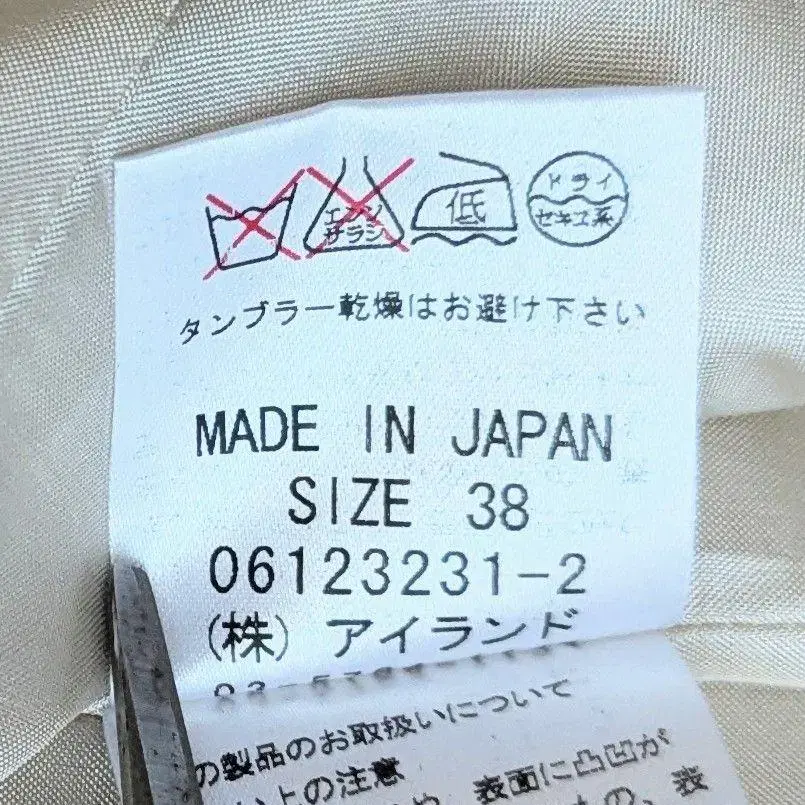 エンソ
サラシ
低
ドライ
セキユ系
タンブラー乾燥はお避け下さい
MADE IN JAPAN
SIZE 38
06123231-2
(株) アイランド
の製品のお取扱いについて
上の注意
表面に凸凹が
もの、表